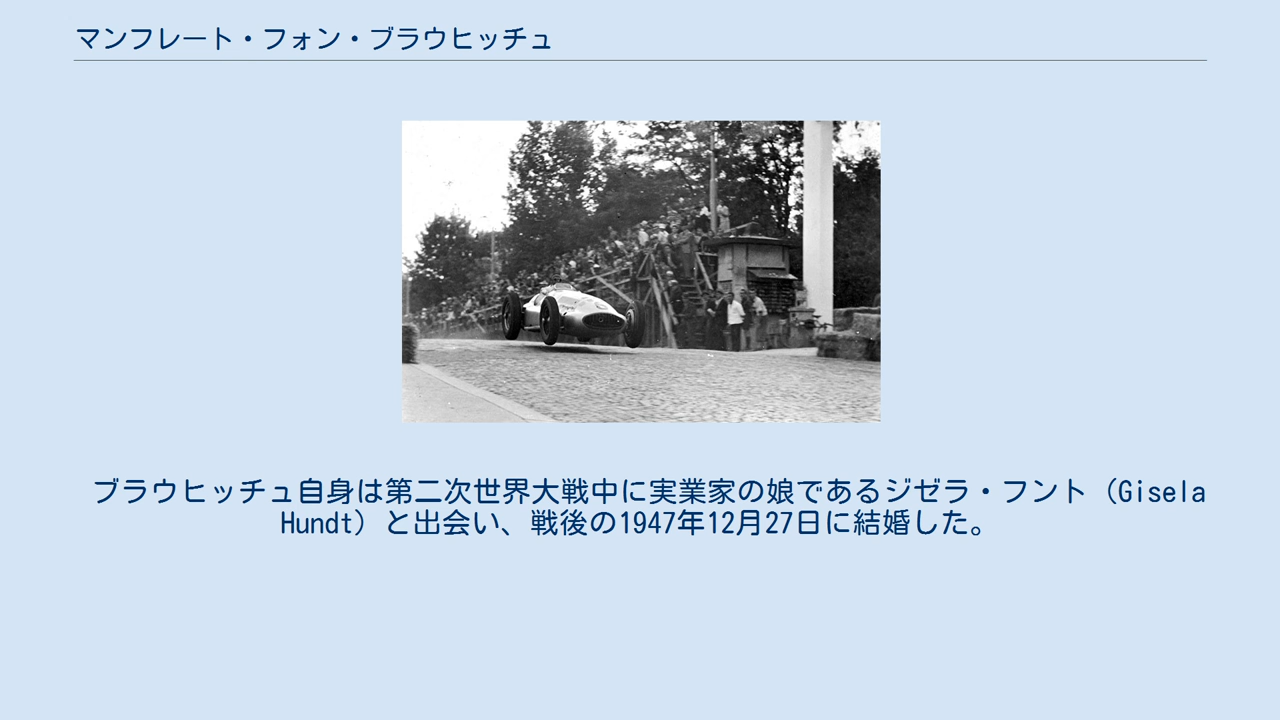 マンフレート・フォン・ブラウヒッチュ
ブラウヒッチュ自身は第二次世界大戦中に実業家の娘であるジゼラ・フント（Gisela
Hundt）と出会い、戦後の1947年12月27日に結婚した。